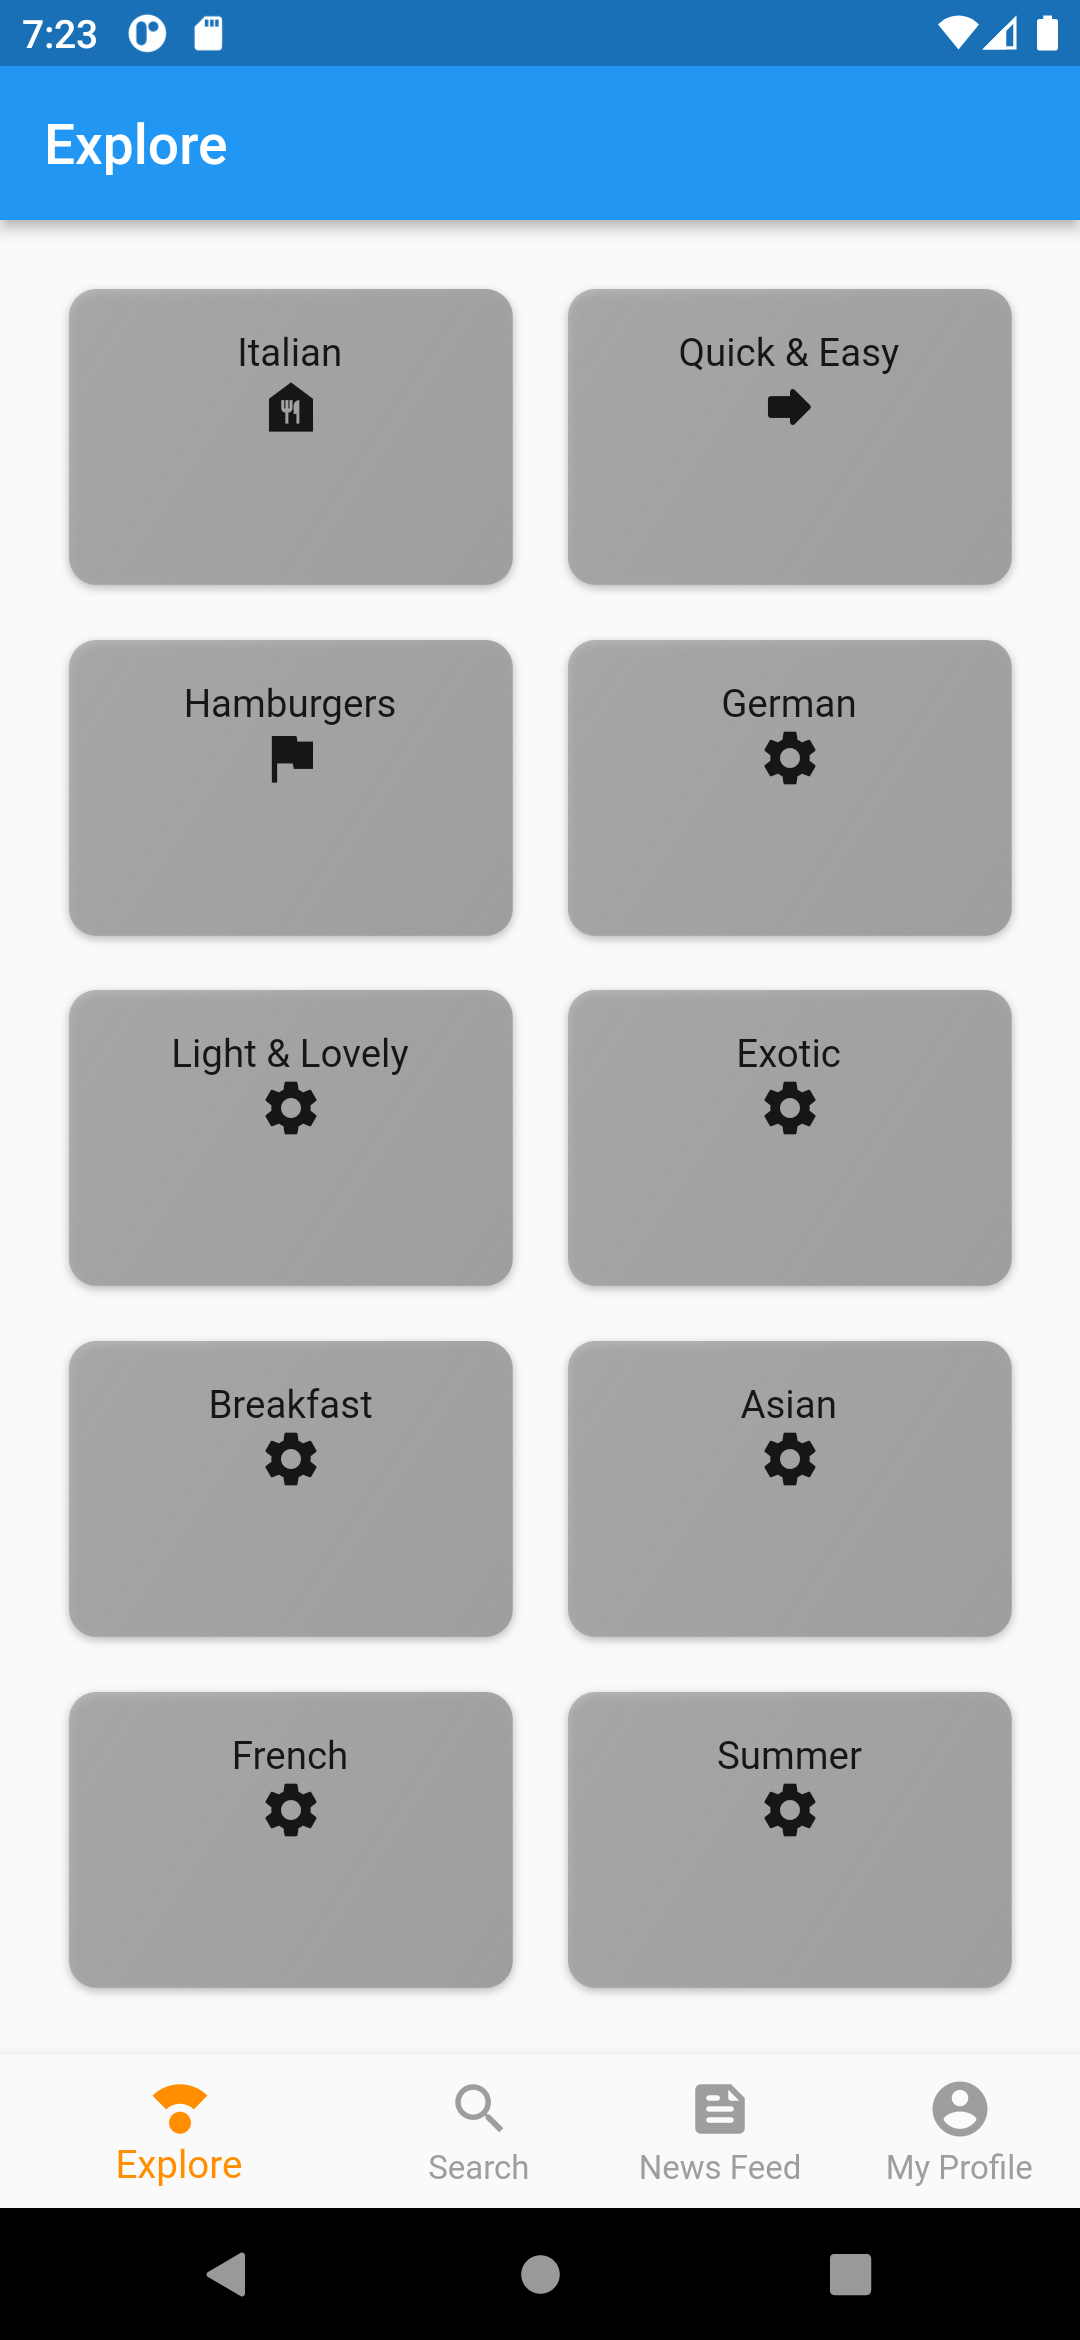 7:23
Explore
Italian
Quick & Easy
Hamburgers
German
Light & Lovely
Exotic
Breakfast
Asian
French
Summer
Explore
Search
News Feed
My Profile